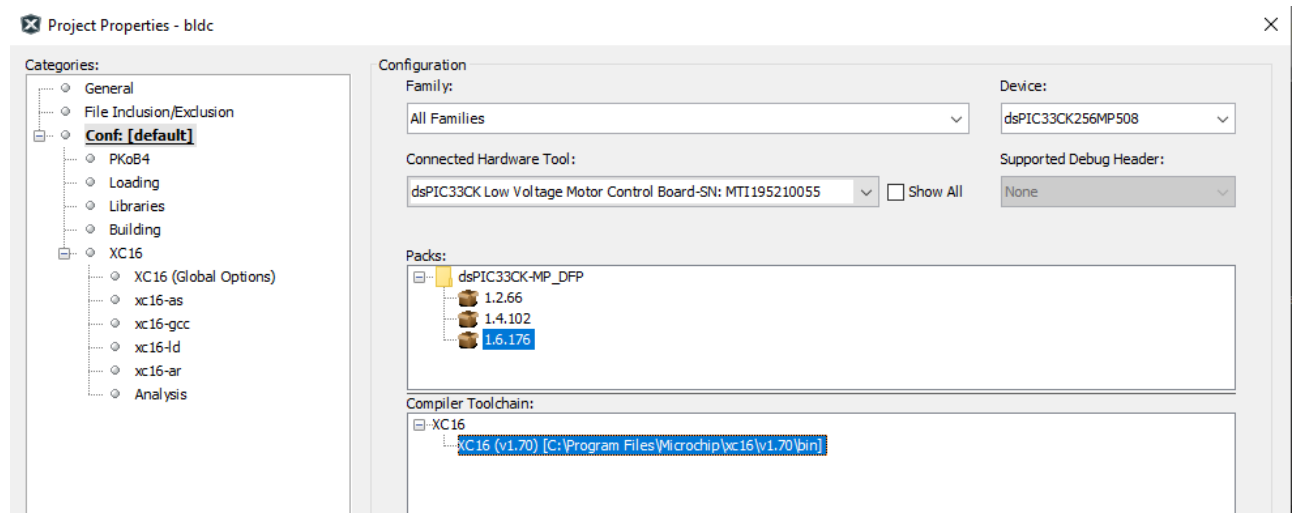 Project Properties - bldc
Categories:
General
File Inclusion/Exclusion
Conf: [default]
PKoB4
Loading
Libraries
Building
XC16
XC16 (Global Options)
xc16-as
xc16-gcc
xc16-ld
xc16-ar
Analysis
Configuration
Family:
Device:
All Families
dsPIC33CK256MP508
Connected Hardware Tool:
Supported Debug Header:
dsPIC33CK Low Voltage Motor Control Board-SN: MTI195210055
Show All
None
Packs:
dsPIC33CK-MP_DFP
1.2.66
1.4.102
1.6.176
Compiler Toolchain:
XC16
XC16 (v1.70) [C:\Program Files\Microchip\xc16\v1.70\bin]